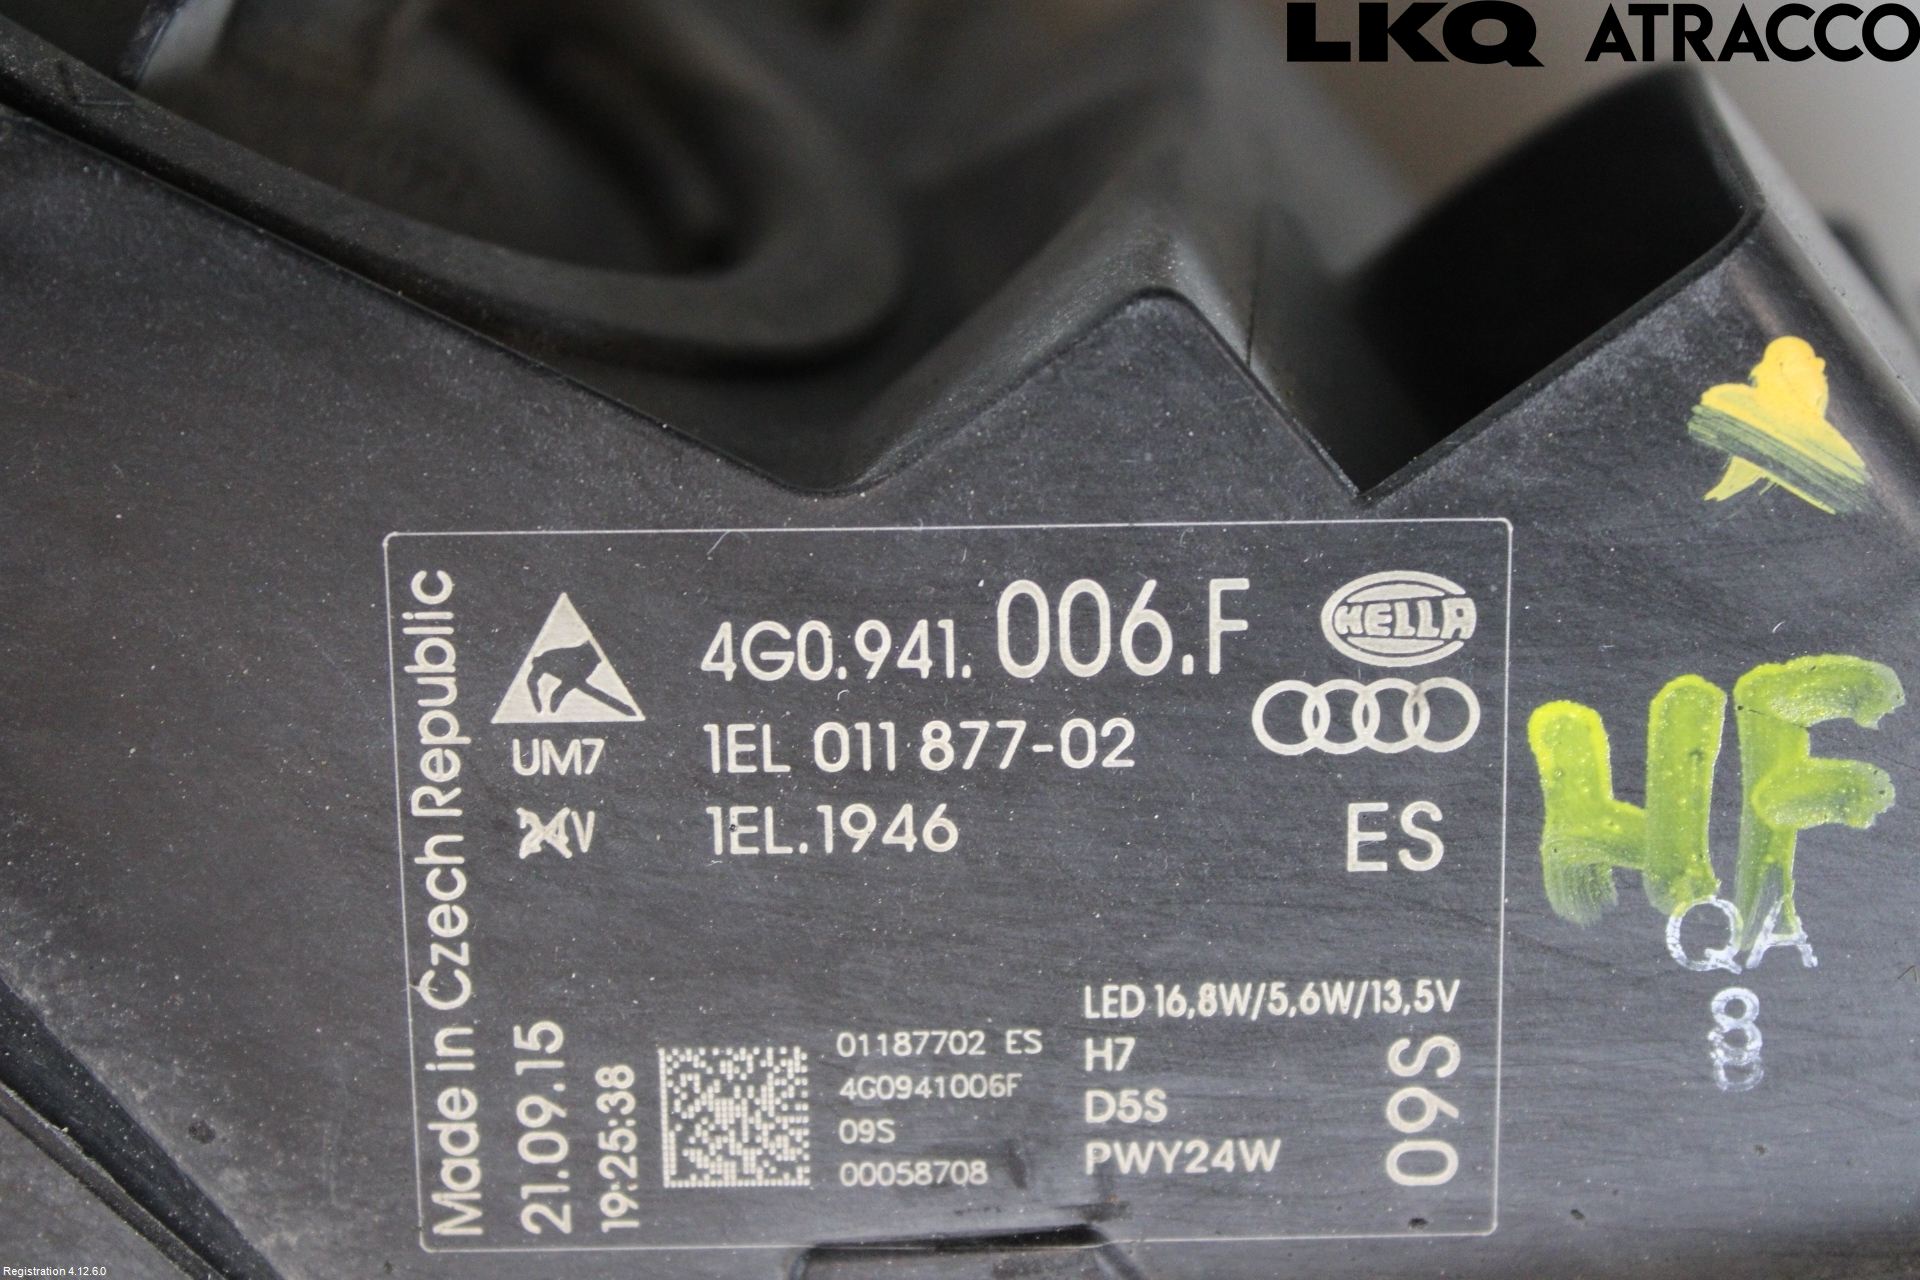 LKQ ATRACCO
Made in Czech Republic
4G0.941.006.F
HELLA
UM7
1EL 011 877-02
24V
1EL.1946
ES
HF
QA
21.09.15
19:25:38
01187702 ES
4G0941006F
09S
00058708
LED 16,8W/5,6W/13,5V
H7
D5S
PWY24W
09S
Registration 4.12.6.0